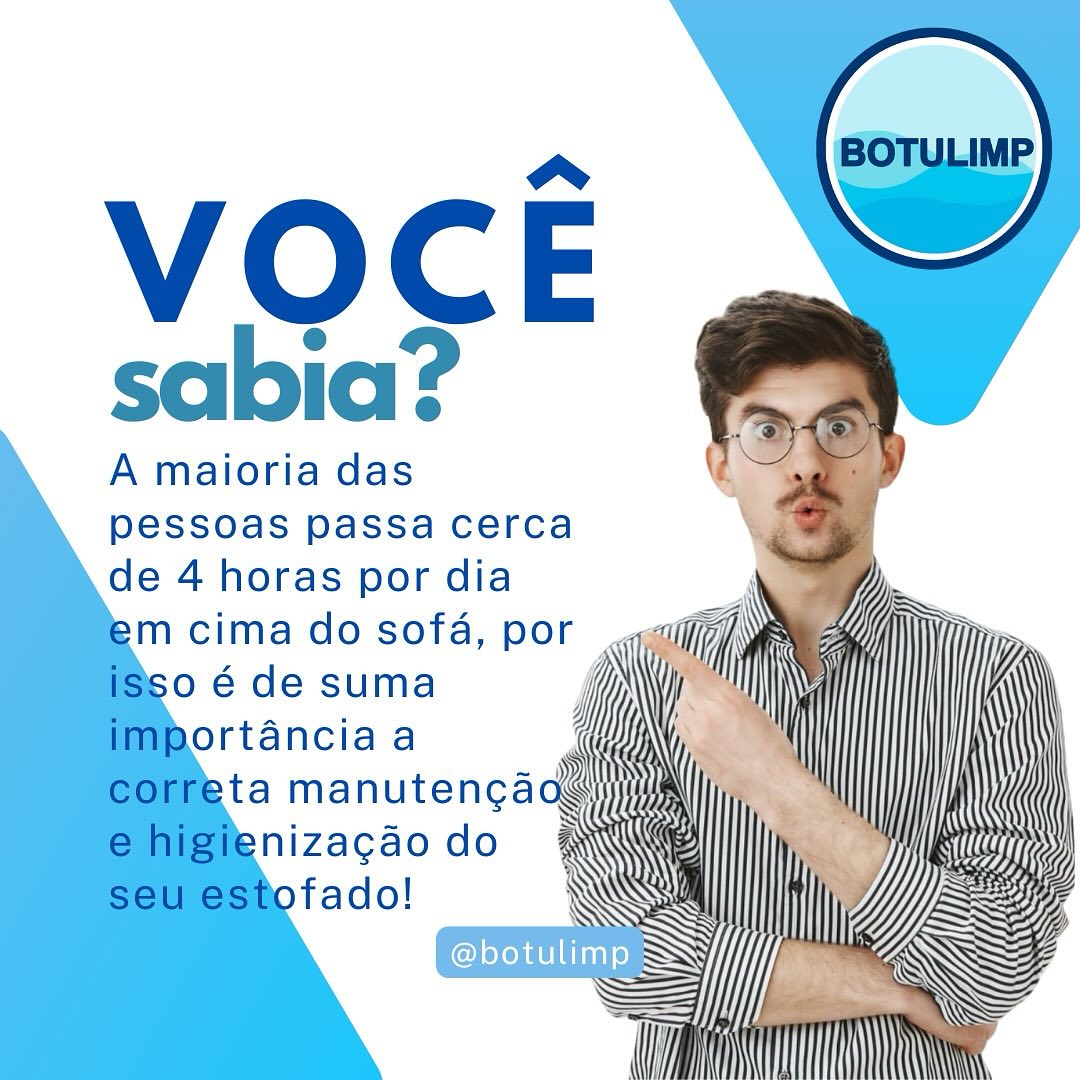 BOTULIMP
VOCÊ
sabia?
A maioria das
pessoas passa cerca
de 4 horas por dia
em cima do sofá, por
isso é de suma
importância a
correta manutenção
e higienização do
seu estofado!
@botulimp